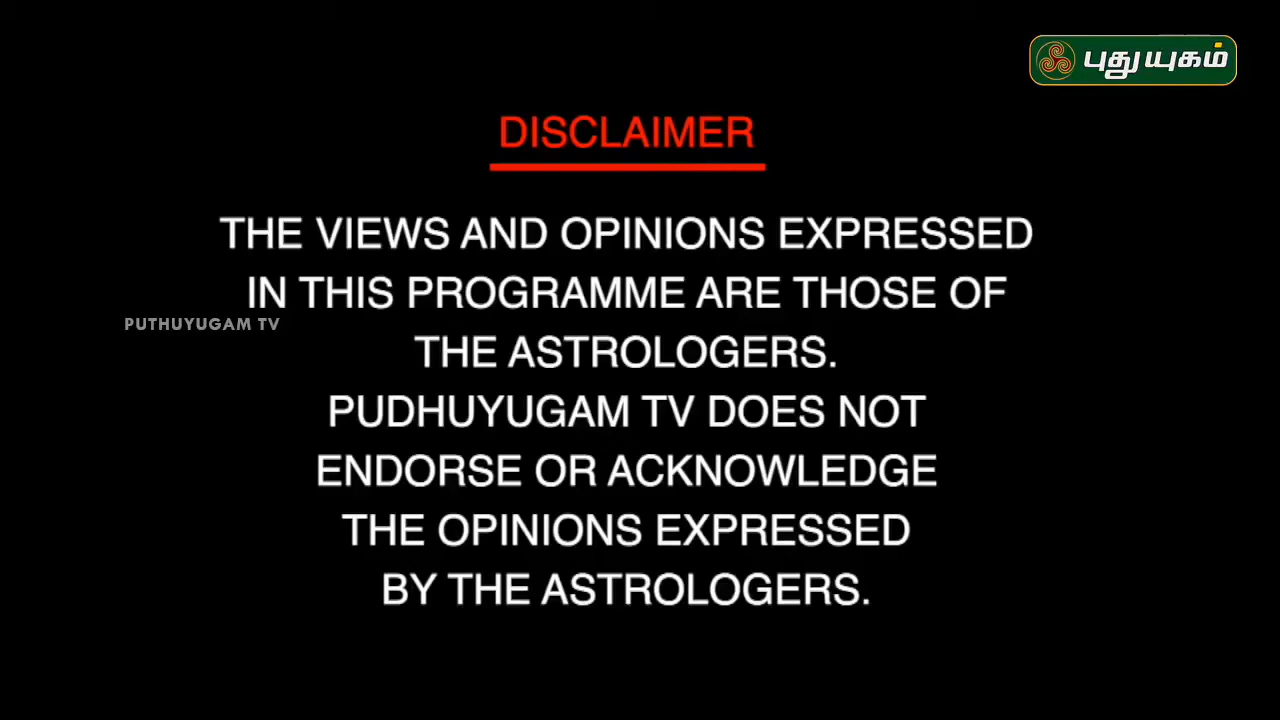 புதுயுகம்
DISCLAIMER
THE VIEWS AND OPINIONS EXPRESSED
IN THIS PROGRAMME ARE THOSE OF
PUTHUYUGAM TV
THE ASTROLOGERS.
PUDHUYUGAM TV DOES NOT
ENDORSE OR ACKNOWLEDGE
THE OPINIONS EXPRESSED
BY THE ASTROLOGERS.